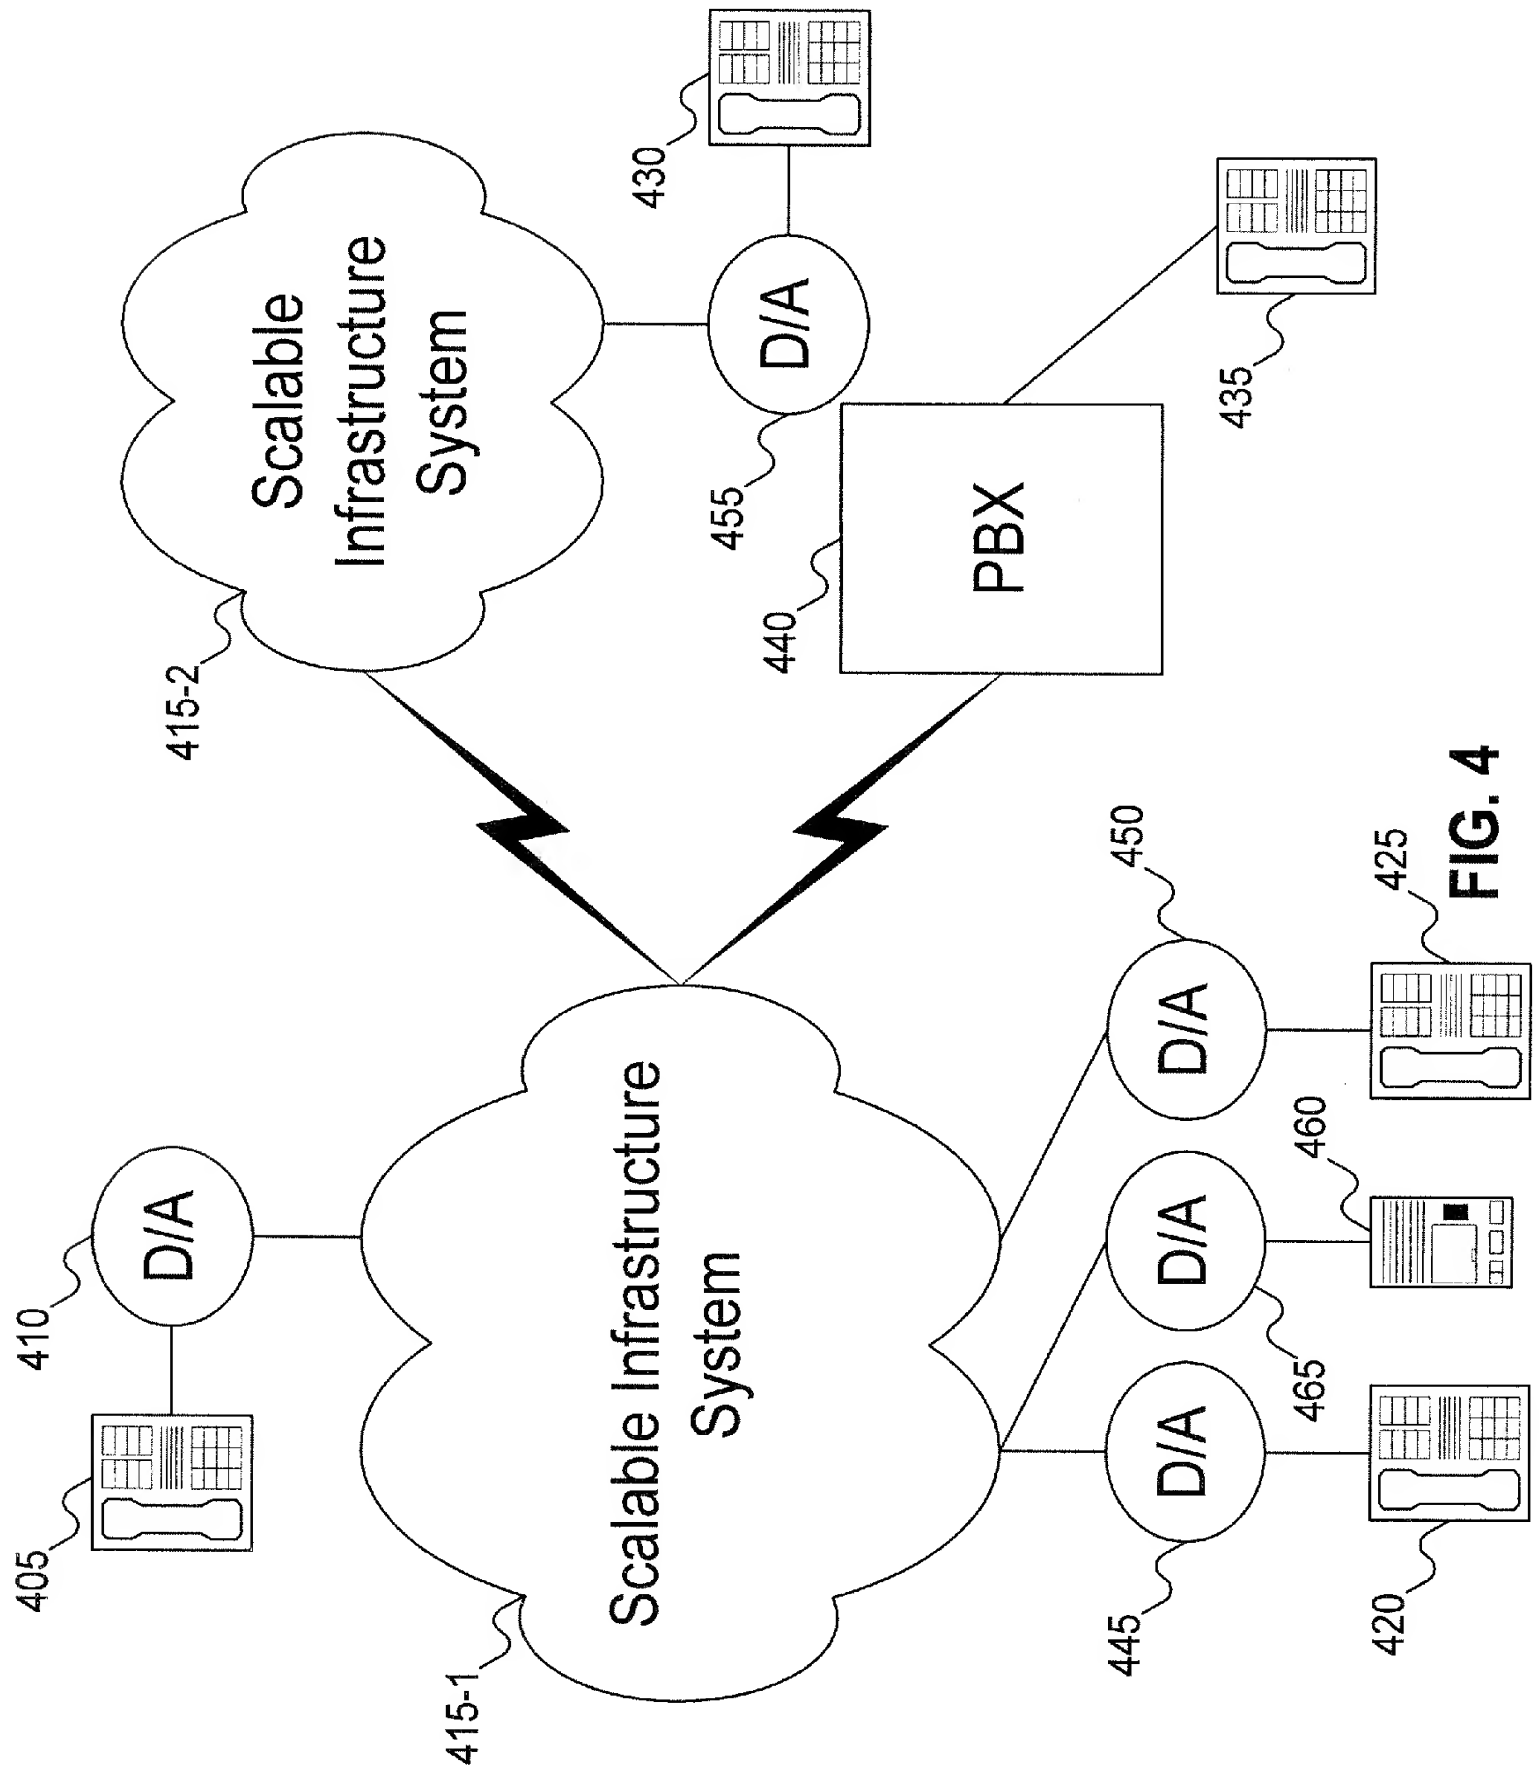 405
410
D/A
415-1
Scalable Infrastructure
System
415-2
Scalable
Infrastructure
System
430
455
D/A
440
PBX
435
445
D/A
465
D/A
450
D/A
420
460
425
FIG. 4